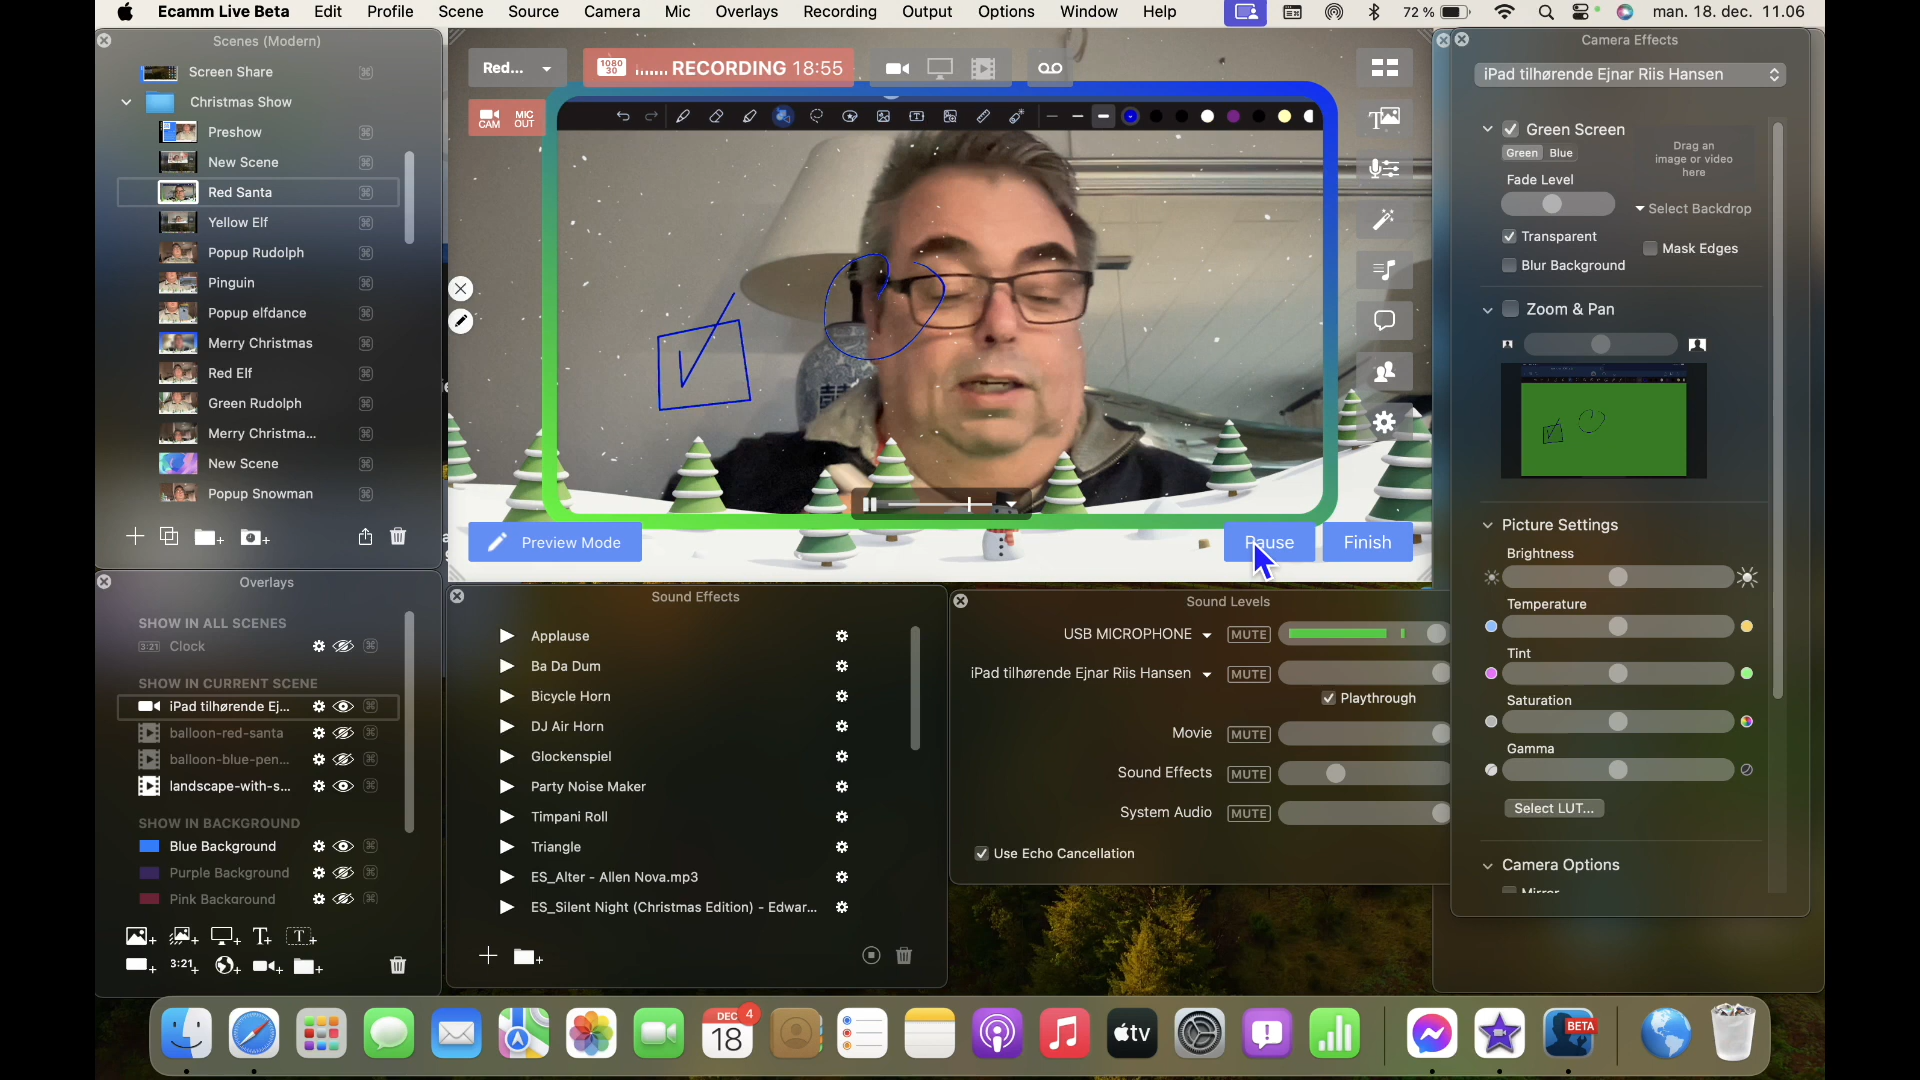 Ecamm Live Beta Edit Profile Scene Source Camera Mic Overlays Recording Output Options Window Help 72 % man. 18. dec. 11.06
Scenes (Modern)
Screen Share
Christmas Show
Preshow
New Scene
Red Santa
Yellow Elf
Popup Rudolph
Pinguin
Popup elfdance
Merry Christmas
Red Elf
Green Rudolph
Merry Christma...
New Scene
Popup Snowman
Red...
1080
30
RECORDING 18:55
CAM
MIC
OUT
Preview Mode
Pause
Finish
Overlays
SHOW IN ALL SCENES
3:21 Clock
SHOW IN CURRENT SCENE
iPad tilhørende Ej...
balloon-red-santa
balloon-blue-pen...
landscape-with-s...
SHOW IN BACKGROUND
Blue Background
Purple Background
Pink Background
T+ T +
3:21+
Sound Effects
Applause
Ba Da Dum
Bicycle Horn
DJ Air Horn
Glockenspiel
Party Noise Maker
Timpani Roll
Triangle
ES_Alter - Allen Nova.mp3
ES_Silent Night (Christmas Edition) - Edwar...
Sound Levels
USB MICROPHONE MUTE
iPad tilhørende Ejnar Riis Hansen MUTE
Playthrough
Movie MUTE
Sound Effects MUTE
System Audio MUTE
Use Echo Cancellation
Camera Effects
iPad tilhørende Ejnar Riis Hansen
Green Screen
Green Blue
Drag an
image or video
here
Fade Level
Select Backdrop
Transparent
Mask Edges
Blur Background
Zoom & Pan
Picture Settings
Brightness
Temperature
Tint
Saturation
Gamma
Select LUT...
Camera Options
Mirror
DEC 4
18
tv
BETA